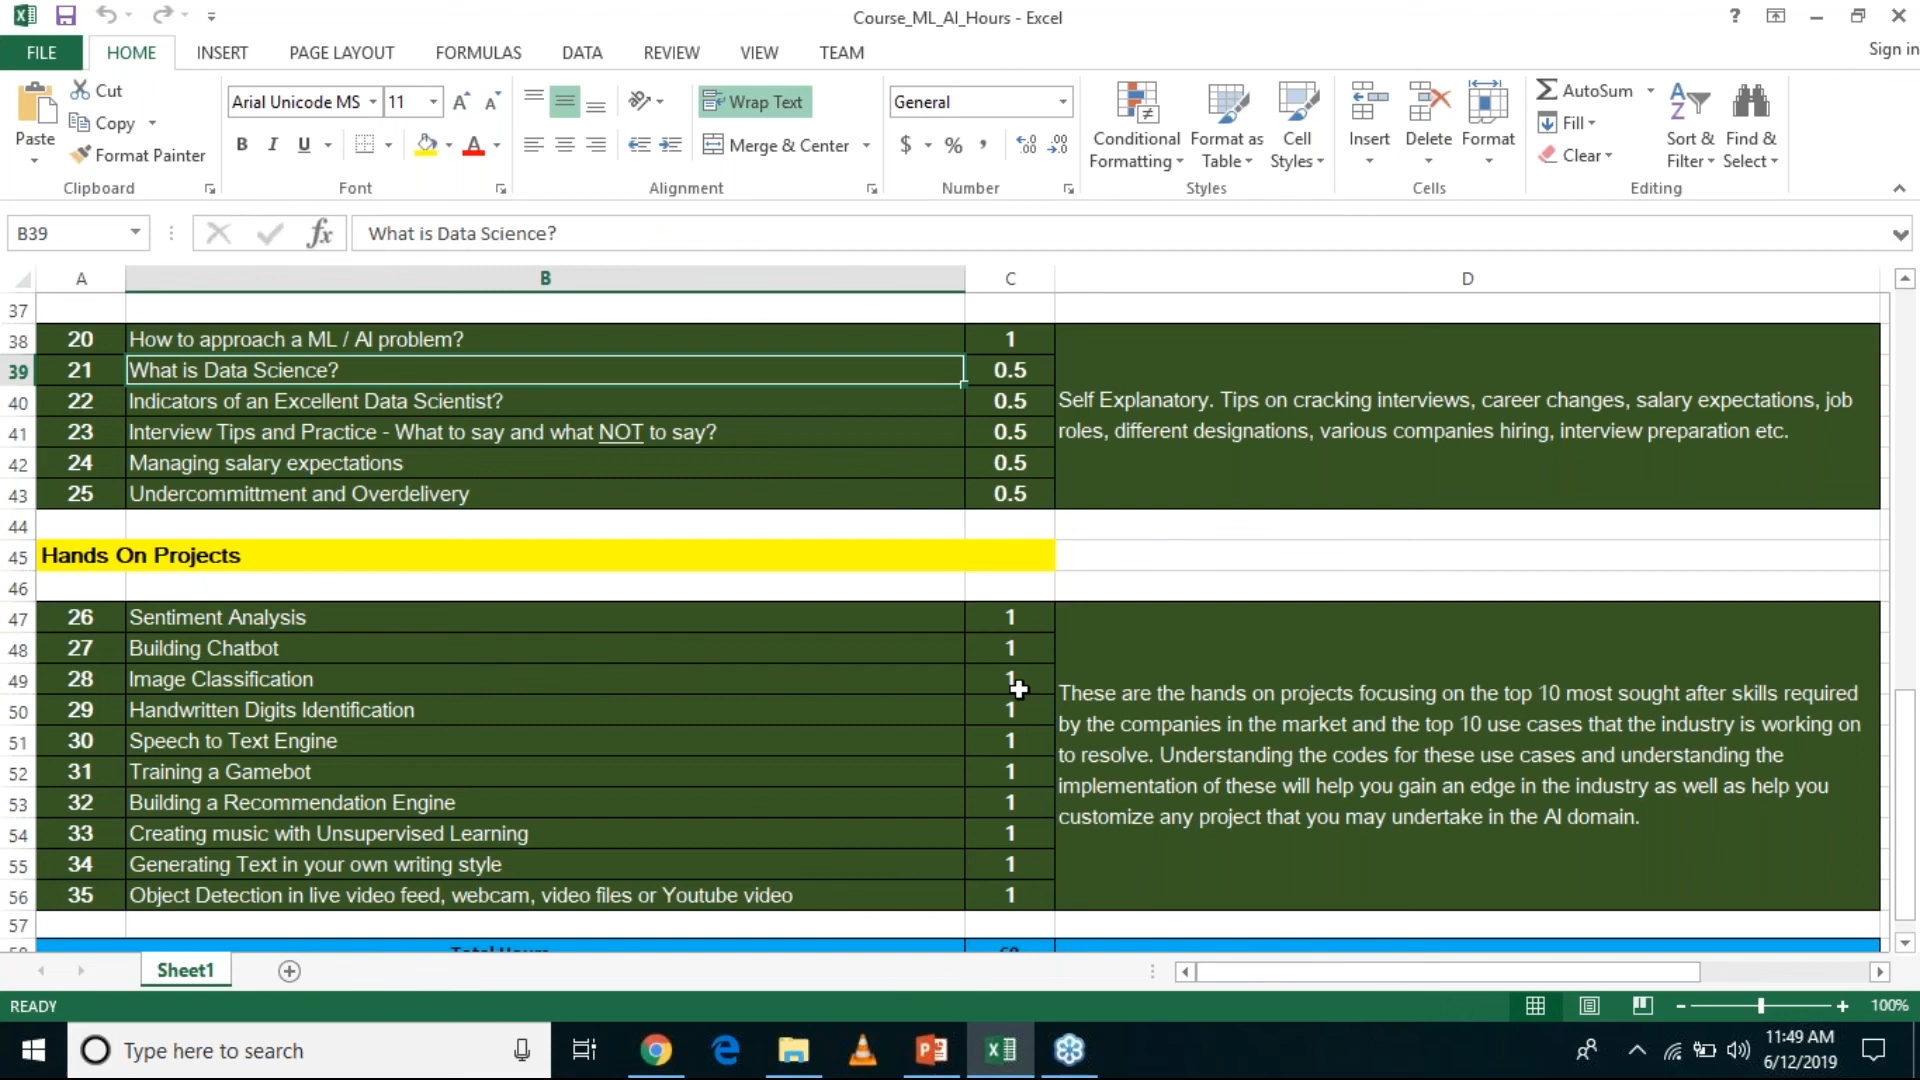 Course_ML_AI_Hours - Excel
?
FILE HOME INSERT PAGE LAYOUT FORMULAS DATA REVIEW VIEW TEAM Sign in
Paste Cut Copy Format Painter Clipboard
Arial Unicode MS 11 B I U A Font
Wrap Text Merge & Center Alignment
General $ % , Number
Conditional Formatting Format as Table Cell Styles Styles
Insert Delete Format Cells
AutoSum Fill Clear Sort & Filter Find & Select Editing
B39 fx What is Data Science?
A B C D
37
38 20 How to approach a ML / AI problem? 1
39 21 What is Data Science? 0.5
40 22 Indicators of an Excellent Data Scientist? 0.5
41 23 Interview Tips and Practice - What to say and what NOT to say? 0.5
42 24 Managing salary expectations 0.5
43 25 Undercommittment and Overdelivery 0.5
Self Explanatory. Tips on cracking interviews, career changes, salary expectations, job
roles, different designations, various companies hiring, interview preparation etc.
44
45 Hands On Projects
46
47 26 Sentiment Analysis 1
48 27 Building Chatbot 1
49 28 Image Classification 1
50 29 Handwritten Digits Identification 1
51 30 Speech to Text Engine 1
52 31 Training a Gamebot 1
53 32 Building a Recommendation Engine 1
54 33 Creating music with Unsupervised Learning 1
55 34 Generating Text in your own writing style 1
56 35 Object Detection in live video feed, webcam, video files or Youtube video 1
These are the hands on projects focusing on the top 10 most sought after skills required
by the companies in the market and the top 10 use cases that the industry is working on
to resolve. Understanding the codes for these use cases and understanding the
implementation of these will help you gain an edge in the industry as well as help you
customize any project that you may undertake in the AI domain.
57
Total Hours
Sheet1
READY 100%
Type here to search
11:49 AM
6/12/2019